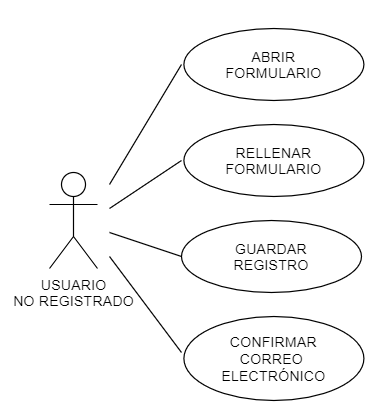 ABRIR
FORMULARIO
RELLENAR
FORMULARIO
USUARIO
NO REGISTRADO
GUARDAR
REGISTRO
CONFIRMAR
CORREO
ELECTRÓNICO